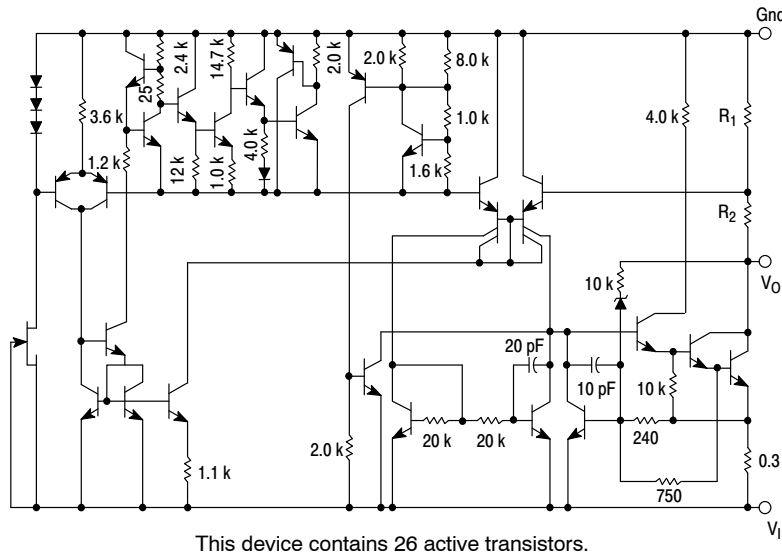 Gnd
2.4 k
14.7 k
2.0 k
2.0 k
8.0 k
25
3.6 k
4.0 k
1.0 k
4.0 k
R1
1.2 k
12 k
1.0 k
1.6 k
R2
10 k
VO
20 pF
10 pF
10 k
20 k
20 k
240
2.0 k
0.3
1.1 k
750
VI
This device contains 26 active transistors.